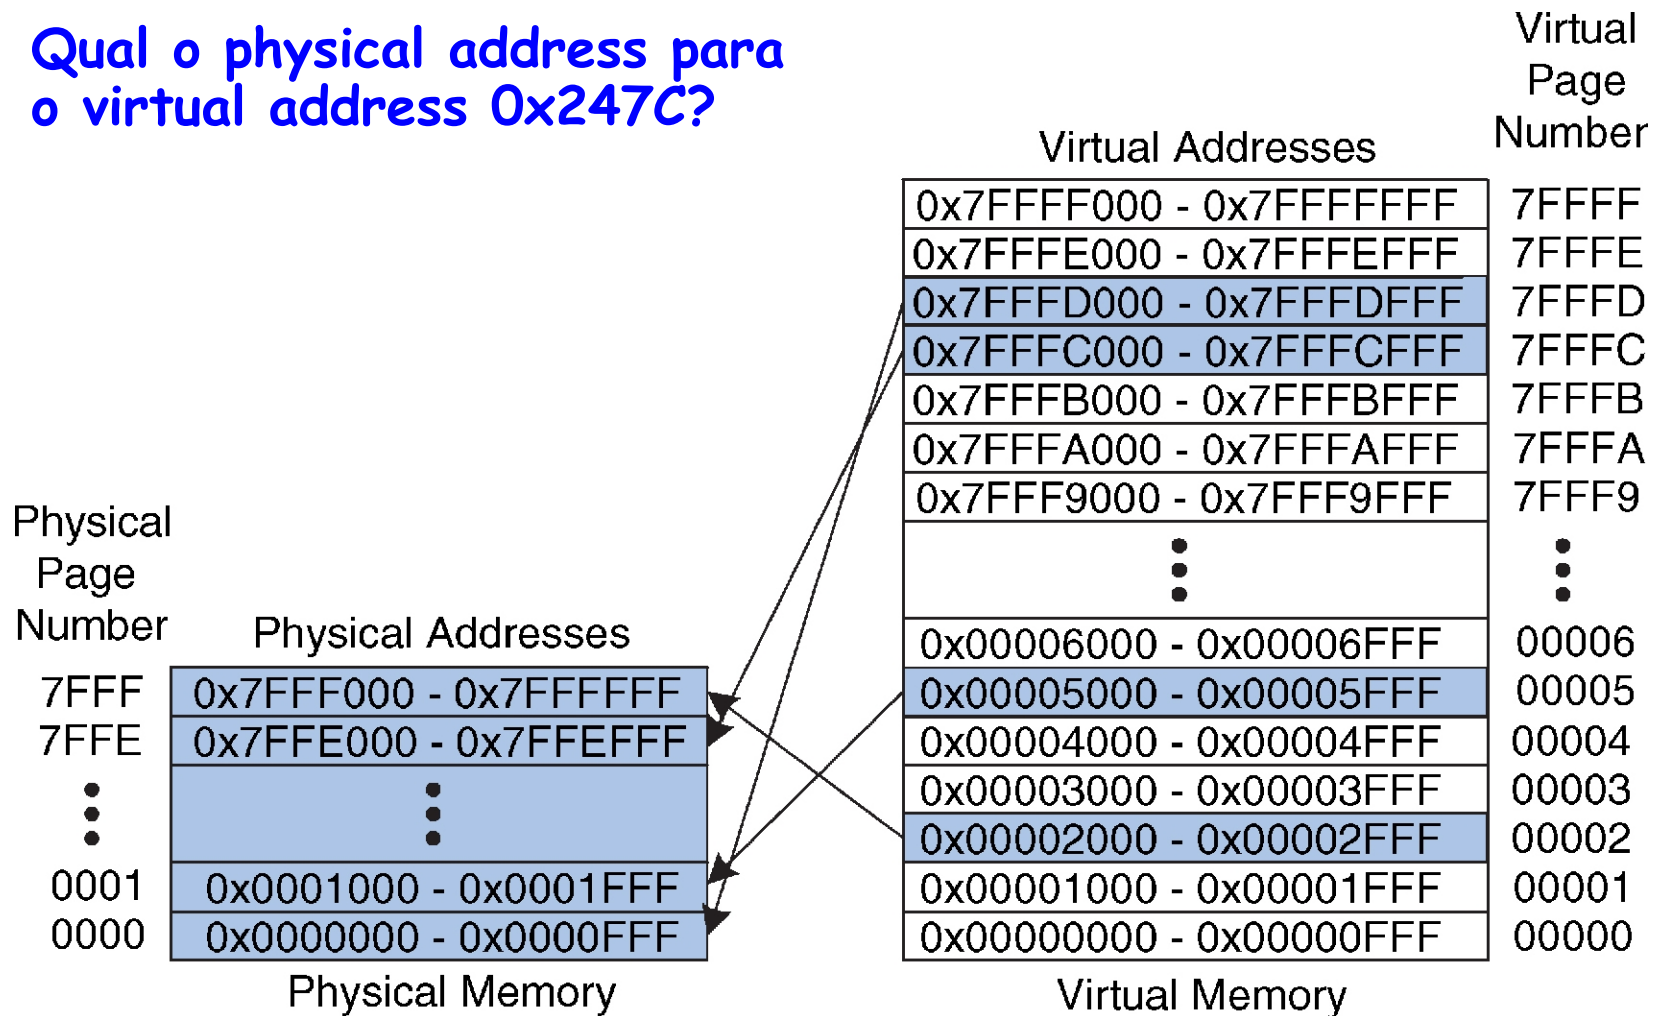 Qual o physical address para
o virtual address 0x247C?
Virtual
Page
Number
Virtual Addresses
0x7FFFF000 - 0x7FFFFFFF 7FFFF
0x7FFFE000 - 0x7FFFEFFF 7FFFE
0x7FFFD000 - 0x7FFFDFFF 7FFFD
0x7FFFC000 - 0x7FFFCFFF 7FFFC
0x7FFFB000 - 0x7FFFBFFF 7FFFB
0x7FFFA000 - 0x7FFFAFFF 7FFFA
0x7FFF9000 - 0x7FFF9FFF 7FFF9
0x00006000 - 0x00006FFF 00006
0x00005000 - 0x00005FFF 00005
0x00004000 - 0x00004FFF 00004
0x00003000 - 0x00003FFF 00003
0x00002000 - 0x00002FFF 00002
0x00001000 - 0x00001FFF 00001
0x00000000 - 0x00000FFF 00000
Virtual Memory
Physical
Page
Number
Physical Addresses
7FFF 0x7FFF000 - 0x7FFFFFF
7FFE 0x7FFE000 - 0x7FFEFFF
0001 0x0001000 - 0x0001FFF
0000 0x0000000 - 0x0000FFF
Physical Memory